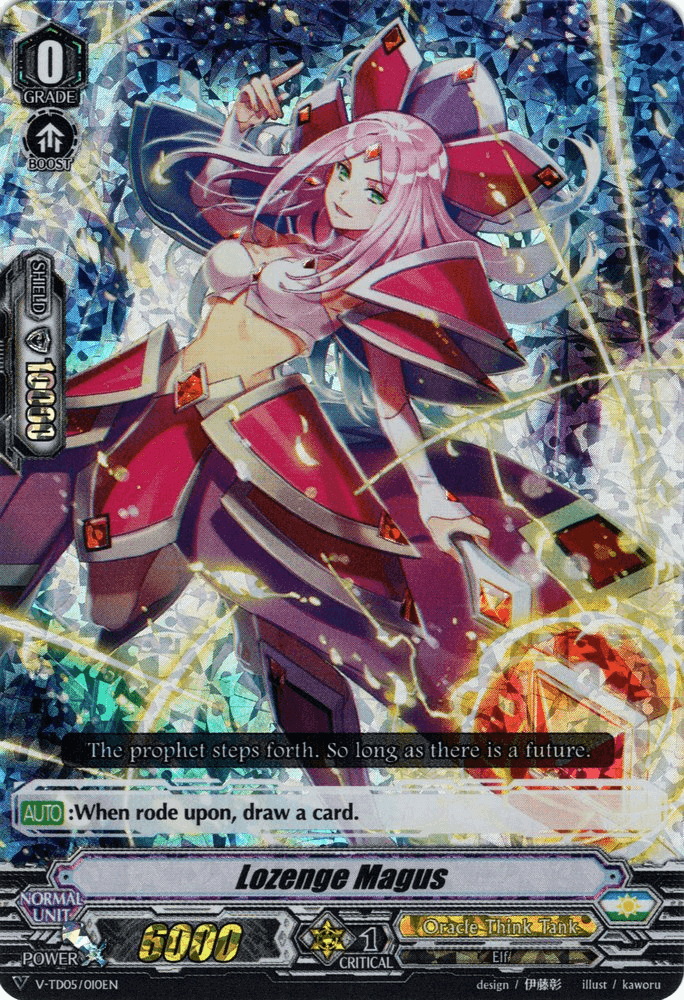 0
GRADE
BOOST
SHIELD
10000
The prophet steps forth. So long as there is a future.
AUTO :When rode upon, draw a card.
Lozenge Magus
NORMAL
UNIT
POWER
6000
1
CRITICAL
Oracle Think Tank
Elf
V-TD05/010EN
design / 伊藤彰
illust / kaworu